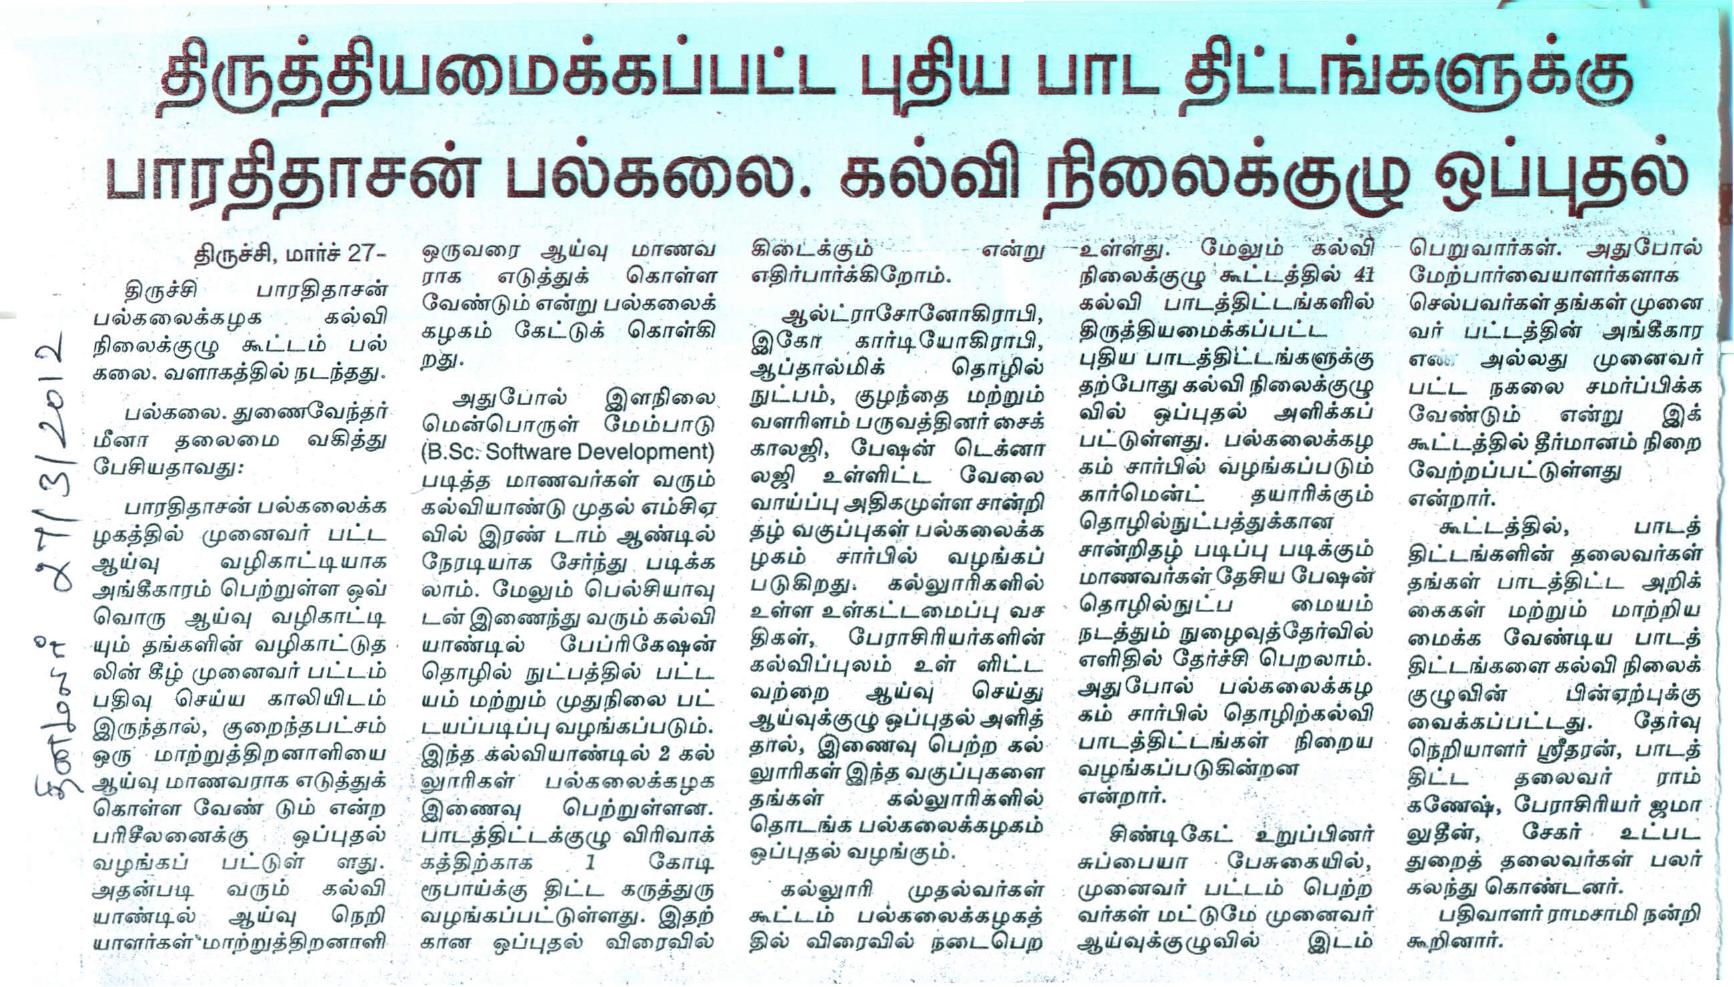 திருத்தியமைக்கப்பட்ட புதிய பாட திட்டங்களுக்கு
பாரதிதாசன் பல்கலை. கல்வி நிலைக்குழு ஒப்புதல்
திருச்சி, மார்ச் 27-
திருச்சி பாரதிதாசன்
பல்கலைக்கழக கல்வி
நிலைக்குழு கூட்டம் பல்
கலை. வளாகத்தில் நடந்தது.
பல்கலை. துணைவேந்தர்
மீனா தலைமை வகித்து
பேசியதாவது:
பாரதிதாசன் பல்கலைக்க
ழகத்தில் முனைவர் பட்ட
ஆய்வு வழிகாட்டியாக
அங்கீகாரம் பெற்றுள்ள ஒவ்
வொரு ஆய்வு வழிகாட்டி
யும் தங்களின் வழிகாட்டுத
லின் கீழ் முனைவர் பட்டம்
பதிவு செய்ய காலியிடம்
இருந்தால், குறைந்தபட்சம்
ஒரு மாற்றுத்திறனாளியை
ஆய்வு மாணவராக எடுத்துக்
கொள்ள வேண் டும் என்ற
பரிசீலனைக்கு ஒப்புதல்
வழங்கப் பட்டுள் ளது.
அதன்படி வரும் கல்வி
யாண்டில் ஆய்வு நெறி
யாளர்கள் மாற்றுத்திறனாளி
ஒருவரை ஆய்வு மாணவ
ராக எடுத்துக் கொள்ள
வேண்டும் என்று பல்கலைக்
கழகம் கேட்டுக் கொள்கி
றது.
அதுபோல் இளநிலை
மென்பொருள் மேம்பாடு
(B.Sc. Software Development)
படித்த மாணவர்கள் வரும்
கல்வியாண்டு முதல் எம்சிஏ
வில் இரண் டாம் ஆண்டில்
நேரடியாக சேர்ந்து படிக்க
லாம். மேலும் பெல்சியாவு
டன் இணைந்து வரும் கல்வி
யாண்டில் பேப்ரிகேஷன்
தொழில் நுட்பத்தில் பட்ட
யம் மற்றும் முதுநிலை பட்
டயப்படிப்பு வழங்கப்படும்.
இந்த கல்வியாண்டில் 2 கல்
லூரிகள் பல்கலைக்கழக
இணைவு பெற்றுள்ளன.
பாடத்திட்டக்குழு விரிவாக்
கத்திற்காக 1 கோடி
ரூபாய்க்கு திட்ட கருத்துரு
வழங்கப்பட்டுள்ளது. இதற்
கான ஒப்புதல் விரைவில்
கிடைக்கும் என்று
எதிர்பார்க்கிறோம்.
ஆல்ட்ராசோனோகிராபி,
இகோ கார்டியோகிராபி,
ஆப்தால்மிக் தொழில்
நுட்பம், குழந்தை மற்றும்
வளரிளம் பருவத்தினர் சைக்
காலஜி, பேஷன் டெக்னா
லஜி உள்ளிட்ட வேலை
வாய்ப்பு அதிகமுள்ள சான்றி
தழ் வகுப்புகள் பல்கலைக்க
ழகம் சார்பில் வழங்கப்
படுகிறது. கல்லூரிகளில்
உள்ள உள்கட்டமைப்பு வச
திகள், பேராசிரியர்களின்
கல்விப்புலம் உள் ளிட்ட
வற்றை ஆய்வு செய்து
ஆய்வுக்குழு ஒப்புதல் அளித்
தால், இணைவு பெற்ற கல்
லூரிகள் இந்த வகுப்புகளை
தங்கள் கல்லூரிகளில்
தொடங்க பல்கலைக்கழகம்
ஒப்புதல் வழங்கும்.
கல்லூரி முதல்வர்கள்
கூட்டம் பல்கலைக்கழகத்
தில் விரைவில் நடைபெற
உள்ளது. மேலும் கல்வி
நிலைக்குழு கூட்டத்தில் 41
கல்வி பாடத்திட்டங்களில்
திருத்தியமைக்கப்பட்ட
புதிய பாடத்திட்டங்களுக்கு
தற்போது கல்வி நிலைக்குழு
வில் ஒப்புதல் அளிக்கப்
பட்டுள்ளது. பல்கலைக்கழ
கம் சார்பில் வழங்கப்படும்
கார்மெண்ட் தயாரிக்கும்
தொழில்நுட்பத்துக்கான
சான்றிதழ் படிப்பு படிக்கும்
மாணவர்கள் தேசிய பேஷன்
தொழில்நுட்ப மையம்
நடத்தும் நுழைவுத்தேர்வில்
எளிதில் தேர்ச்சி பெறலாம்.
அதுபோல் பல்கலைக்கழ
கம் சார்பில் தொழிற்கல்வி
பாடத்திட்டங்கள் நிறைய
வழங்கப்படுகின்றன
என்றார்.
சிண்டிகேட் உறுப்பினர்
சுப்பையா பேசுகையில்,
முனைவர் பட்டம் பெற்ற
வர்கள் மட்டுமே முனைவர்
ஆய்வுக்குழுவில் இடம்
பெறுவார்கள். அதுபோல்
மேற்பார்வையாளர்களாக
செல்பவர்கள் தங்கள் முனை
வர் பட்டத்தின் அங்கீகார
எண் அல்லது முனைவர்
பட்ட நகலை சமர்ப்பிக்க
வேண்டும் என்று இக்
கூட்டத்தில் தீர்மானம் நிறை
வேற்றப்பட்டுள்ளது
என்றார்.
கூட்டத்தில், பாடத்
திட்டங்களின் தலைவர்கள்
தங்கள் பாடத்திட்ட அறிக்
கைகள் மற்றும் மாற்றிய
மைக்க வேண்டிய பாடத்
திட்டங்களை கல்வி நிலைக்
குழுவின் பின்ஏற்புக்கு
வைக்கப்பட்டது. தேர்வு
நெறியாளர் ஸ்ரீதரன், பாடத்
திட்ட தலைவர் ராம்
கணேஷ், பேராசிரியர் ஜமா
லுதீன், சேகர் உட்பட
துறைத் தலைவர்கள் பலர்
கலந்து கொண்டனர்.
பதிவாளர் ராமசாமி நன்றி
கூறினார்.
தினமலர் 27/3/2012